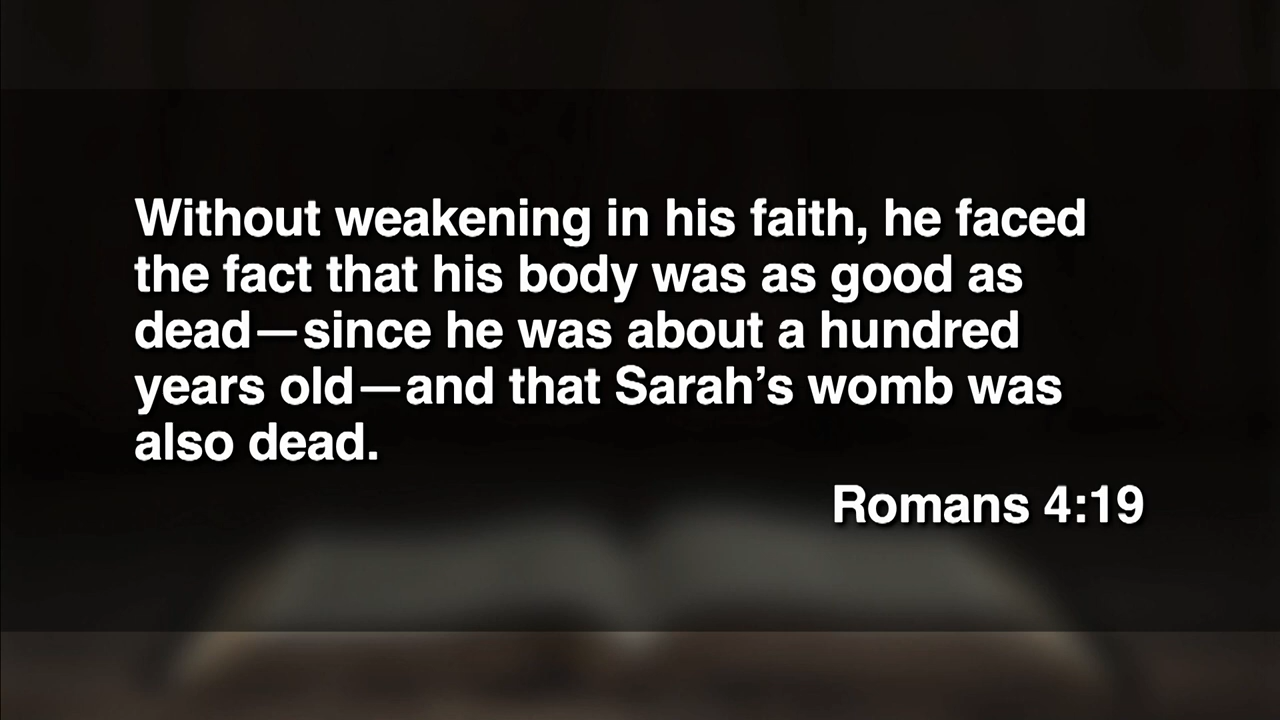 Without weakening in his faith, he faced
the fact that his body was as good as
dead—since he was about a hundred
years old—and that Sarah’s womb was
also dead.
Romans 4:19